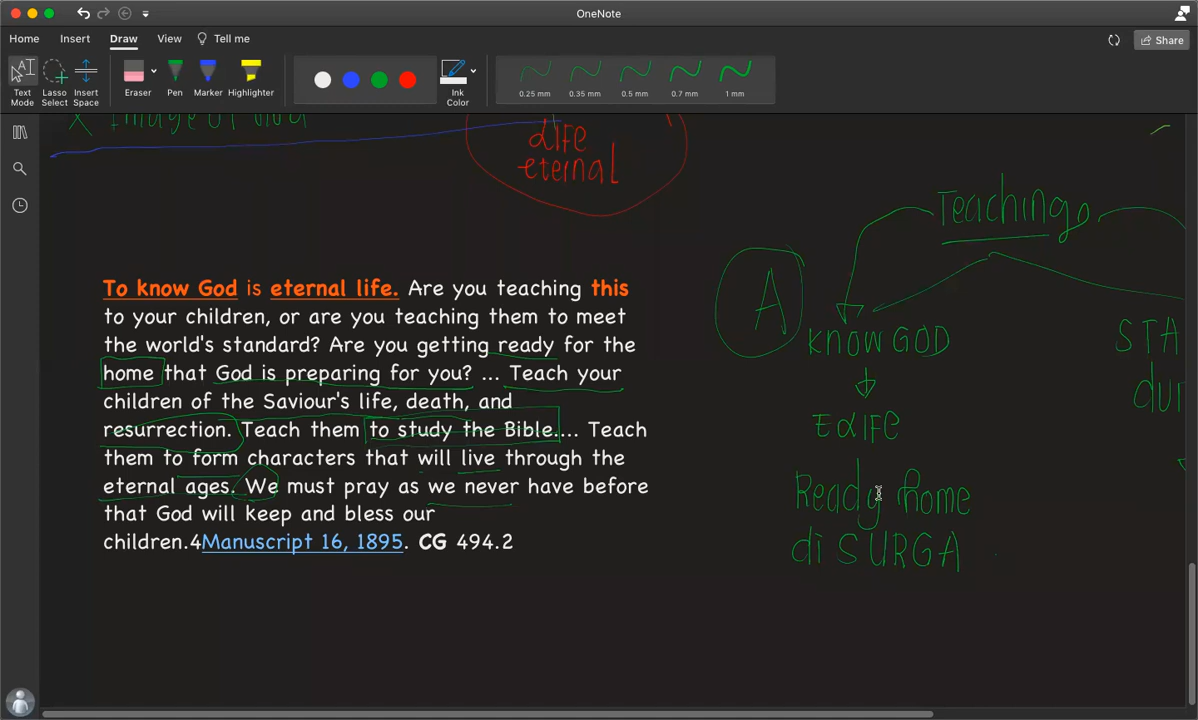 OneNote
Home Insert Draw View Tell me
Share
Text Mode
Lasso Select
Insert Space
Eraser
Pen
Marker
Highlighter
Ink Color
0.25 mm 0.35 mm 0.5 mm 0.7 mm 1 mm
X Image of
LIFE
eternal
Teaching
A
KNOW GOD
STA
dun
E LIFE
Ready home
di SURGA
To know God is eternal life. Are you teaching this
to your children, or are you teaching them to meet
the world's standard? Are you getting ready for the
home that God is preparing for you? ... Teach your
children of the Saviour's life, death, and
resurrection. Teach them to study the Bible.... Teach
them to form characters that will live through the
eternal ages. We must pray as we never have before
that God will keep and bless our
children.4Manuscript 16, 1895. CG 494.2